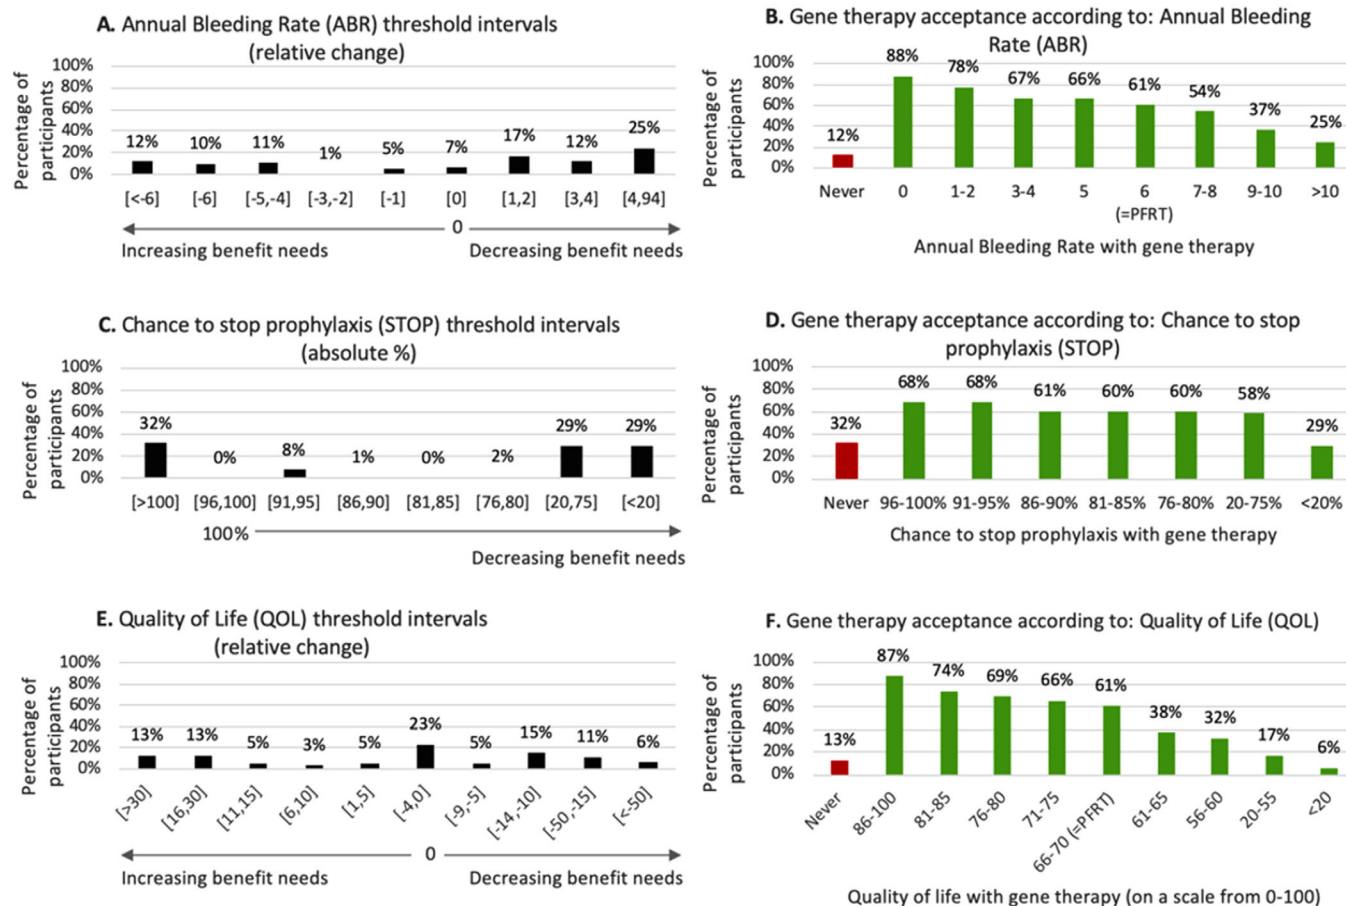 A. Annual Bleeding Rate (ABR) threshold intervals
(relative change)
Percentage of
participants
100%
80%
60%
40%
20%
0%
12% 10% 11% 1% 5% 7% 17% 12% 25%
[<-6] [-6] [-5,-4] [-3,-2] [-1] [0] [1,2] [3,4] [4,94]
0
Increasing benefit needs Decreasing benefit needs
B. Gene therapy acceptance according to: Annual Bleeding
Rate (ABR)
Percentage of
participants
100%
80%
60%
40%
20%
0%
12% 88% 78% 67% 66% 61% 54% 37% 25%
Never 0 1-2 3-4 5 6 7-8 9-10 >10
(=PFRT)
Annual Bleeding Rate with gene therapy
C. Chance to stop prophylaxis (STOP) threshold intervals
(absolute %)
Percentage of
participants
100%
80%
60%
40%
20%
0%
32% 0% 8% 1% 0% 2% 29% 29%
[>100] [96,100] [91,95] [86,90] [81,85] [76,80] [20,75] [<20]
100%
Decreasing benefit needs
D. Gene therapy acceptance according to: Chance to stop
prophylaxis (STOP)
Percentage of
participants
100%
80%
60%
40%
20%
0%
32% 68% 68% 61% 60% 60% 58% 29%
Never 96-100% 91-95% 86-90% 81-85% 76-80% 20-75% <20%
Chance to stop prophylaxis with gene therapy
E. Quality of Life (QOL) threshold intervals
(relative change)
Percentage of
participants
100%
80%
60%
40%
20%
0%
13% 13% 5% 3% 5% 23% 5% 15% 11% 6%
[>30] [16,30] [11,15] [6,10] [1,5] [-4,0] [-9,-5] [-14,-10] [-50,-15] [<-50]
0
Increasing benefit needs Decreasing benefit needs
F. Gene therapy acceptance according to: Quality of Life (QOL)
Percentage of
participants
100%
80%
60%
40%
20%
0%
13% 87% 74% 69% 66% 61% 38% 32% 17% 6%
Never 86-100 81-85 76-80 71-75 66-70 (=PFRT) 61-65 56-60 20-55 <20
Quality of life with gene therapy (on a scale from 0-100)